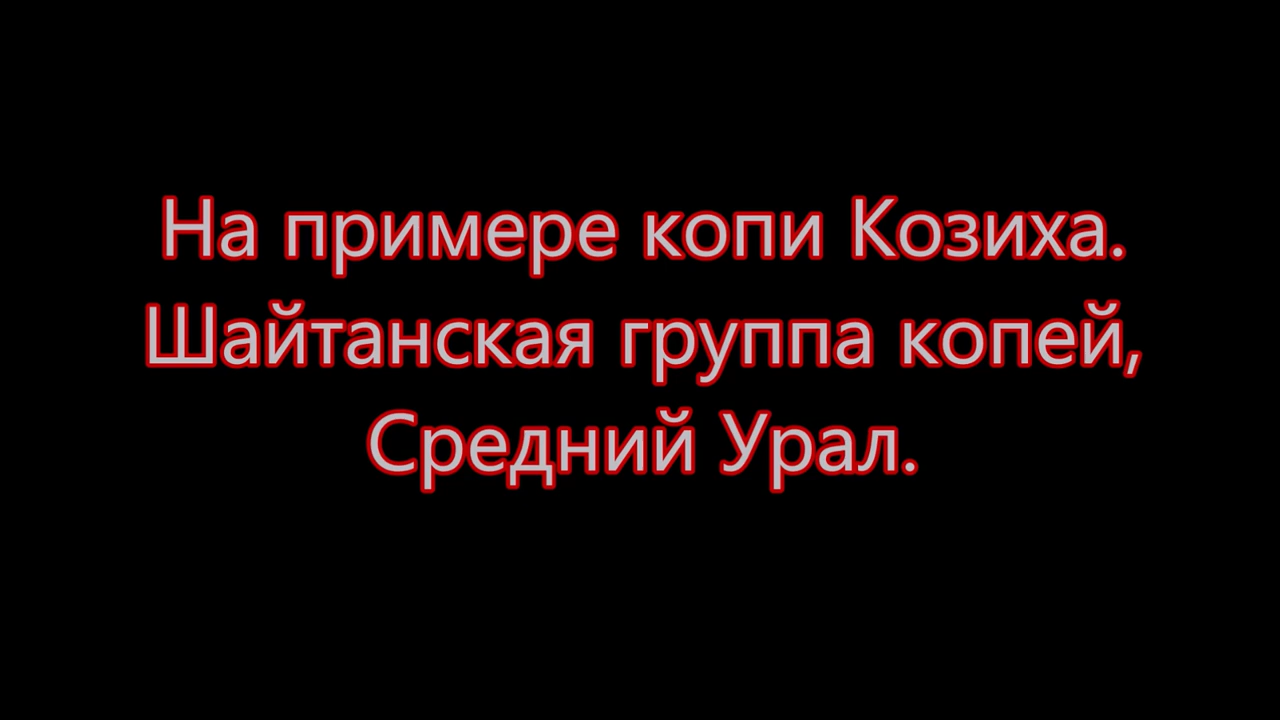 На примере копи Козиха.
Шайтанская группа копей,
Средний Урал.